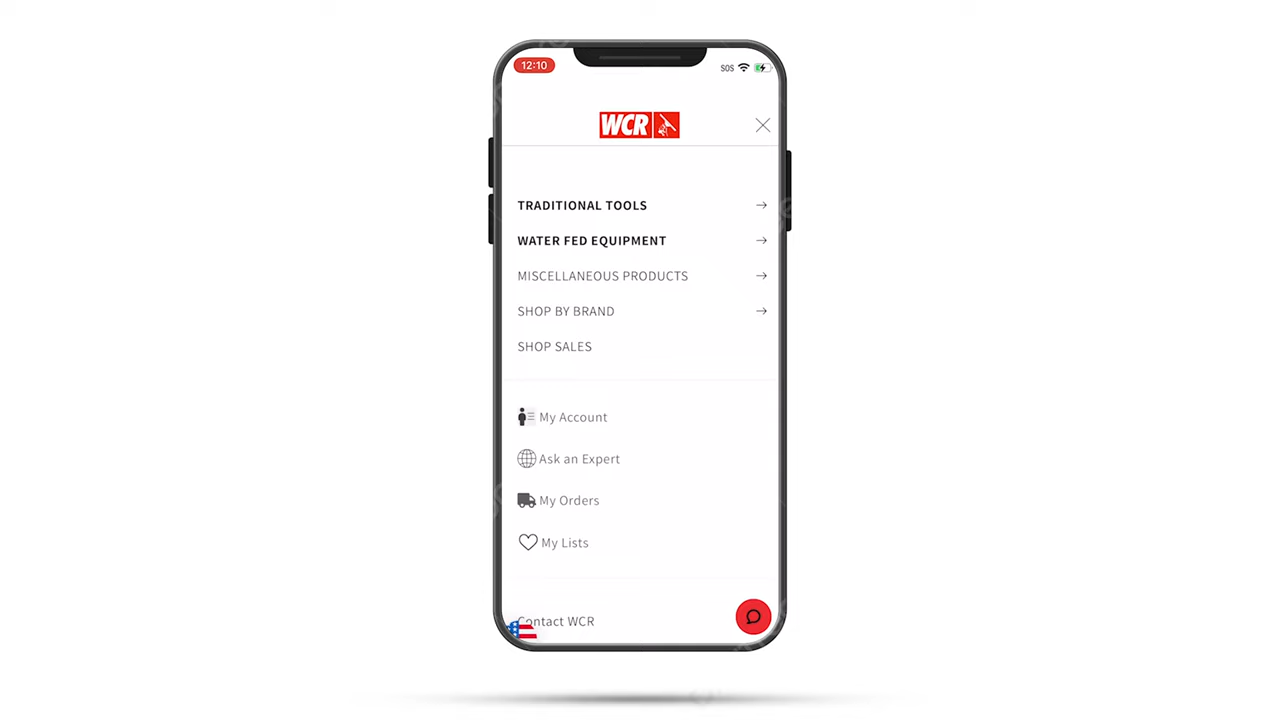 12:10
SOS
WCR
TRADITIONAL TOOLS
WATER FED EQUIPMENT
MISCELLANEOUS PRODUCTS
SHOP BY BRAND
SHOP SALES
My Account
Ask an Expert
My Orders
My Lists
Contact WCR